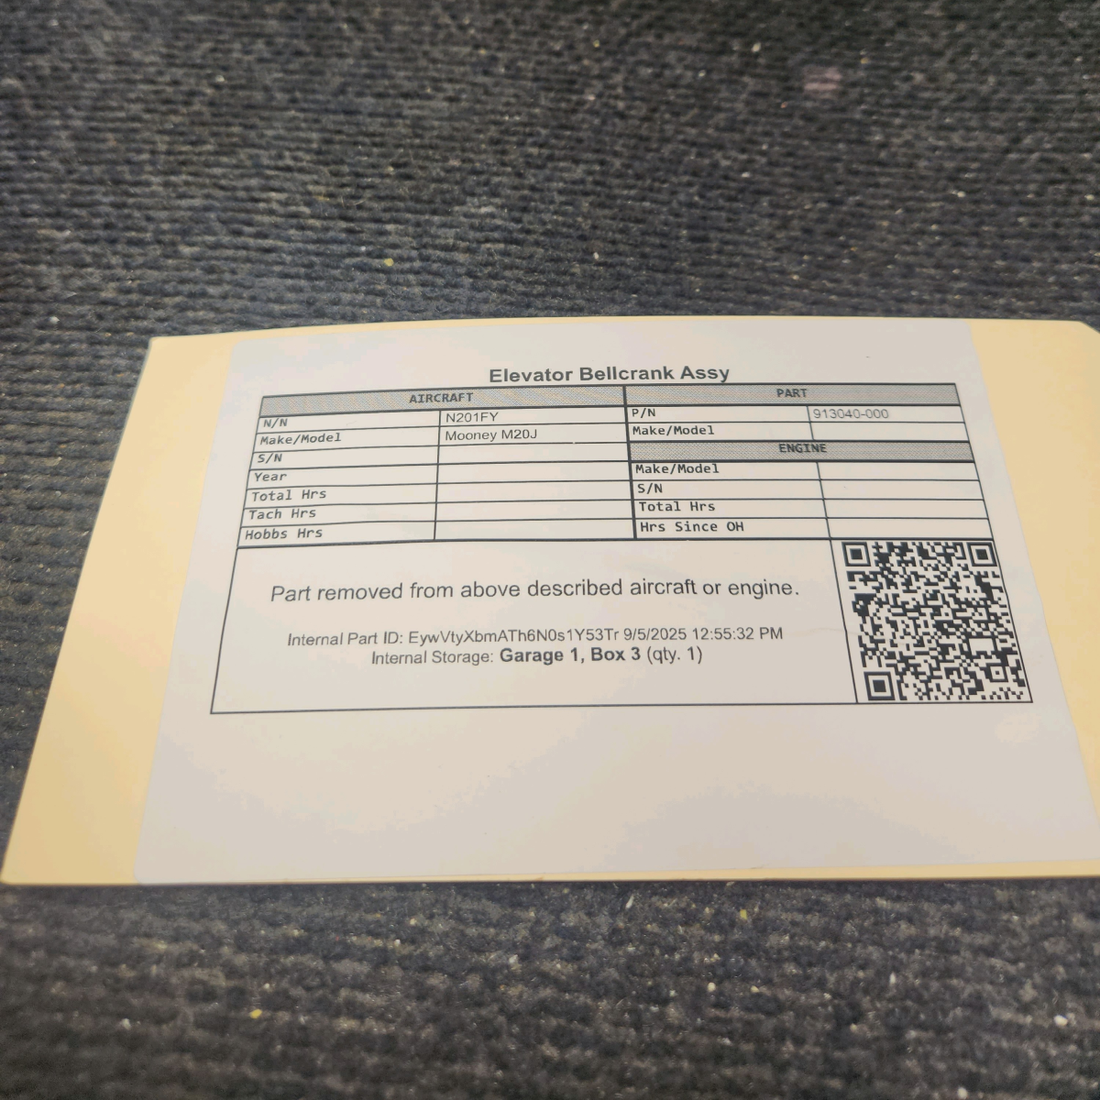 Elevator Bellcrank Assy
AIRCRAFT PART
N/N N201FY P/N 913040-000
Make/Model Mooney M20J Make/Model
S/N ENGINE
Year Make/Model
Total Hrs S/N
Tach Hrs Total Hrs
Hobbs Hrs Hrs Since OH
Part removed from above described aircraft or engine.
Internal Part ID: EywVtyXbmATh6N0s1Y53Tr 9/5/2025 12:55:32 PM
Internal Storage: Garage 1, Box 3 (qty. 1)